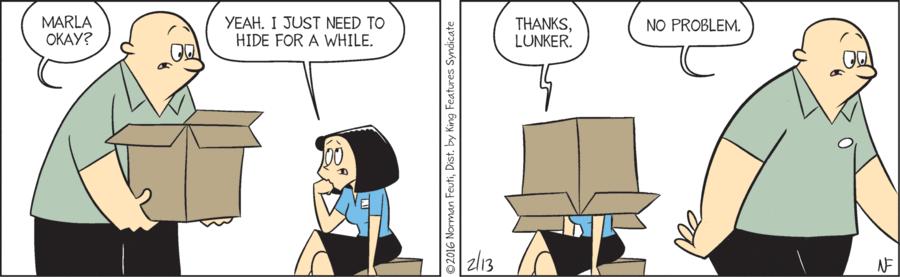 MARLA
OKAY?
YEAH. I JUST NEED TO
HIDE FOR A WHILE.
©2016 Norman Feuti, Dist. by King Features Syndicate
THANKS,
LUNKER.
NO PROBLEM.
2/13
NF